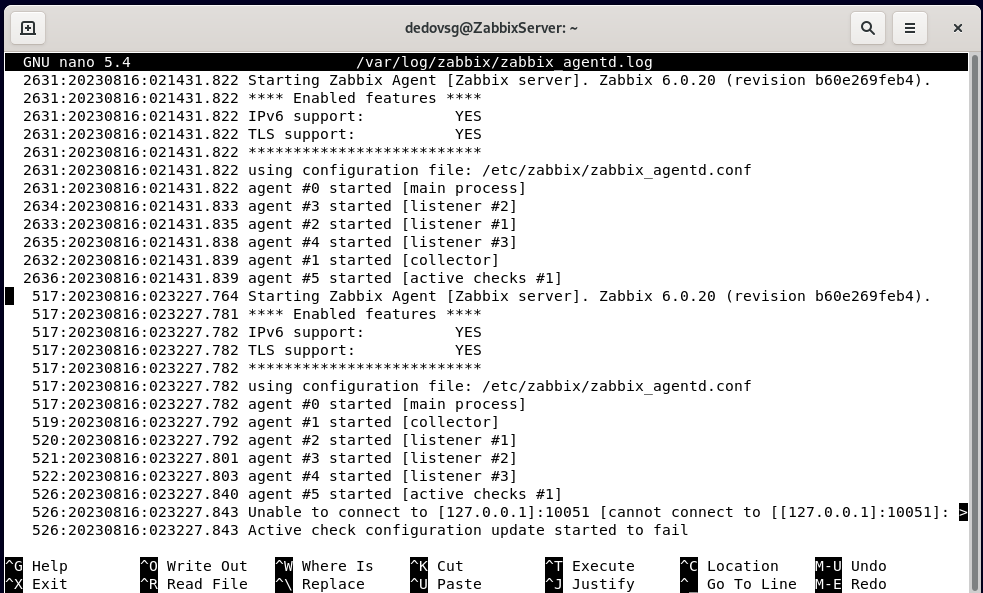 dedovsg@ZabbixServer: ~
GNU nano 5.4 /var/log/zabbix/zabbix_agentd.log
2631:20230816:021431.822 Starting Zabbix Agent [Zabbix server]. Zabbix 6.0.20 (revision b60e269feb4).
2631:20230816:021431.822 **** Enabled features ****
2631:20230816:021431.822 IPv6 support:          YES
2631:20230816:021431.822 TLS support:           YES
2631:20230816:021431.822 **************************
2631:20230816:021431.822 using configuration file: /etc/zabbix/zabbix_agentd.conf
2631:20230816:021431.822 agent #0 started [main process]
2634:20230816:021431.833 agent #3 started [listener #2]
2633:20230816:021431.835 agent #2 started [listener #1]
2635:20230816:021431.838 agent #4 started [listener #3]
2632:20230816:021431.839 agent #1 started [collector]
2636:20230816:021431.839 agent #5 started [active checks #1]
517:20230816:023227.764 Starting Zabbix Agent [Zabbix server]. Zabbix 6.0.20 (revision b60e269feb4).
517:20230816:023227.781 **** Enabled features ****
517:20230816:023227.782 IPv6 support:          YES
517:20230816:023227.782 TLS support:           YES
517:20230816:023227.782 **************************
517:20230816:023227.782 using configuration file: /etc/zabbix/zabbix_agentd.conf
517:20230816:023227.782 agent #0 started [main process]
519:20230816:023227.792 agent #1 started [collector]
520:20230816:023227.792 agent #2 started [listener #1]
521:20230816:023227.801 agent #3 started [listener #2]
522:20230816:023227.803 agent #4 started [listener #3]
526:20230816:023227.840 agent #5 started [active checks #1]
526:20230816:023227.843 Unable to connect to [127.0.0.1]:10051 [cannot connect to [[127.0.0.1]:10051]: >
526:20230816:023227.843 Active check configuration update started to fail
^G Help ^O Write Out ^W Where Is ^K Cut ^T Execute ^C Location M-U Undo
^X Exit ^R Read File ^\ Replace ^U Paste ^J Justify ^_ Go To Line M-E Redo